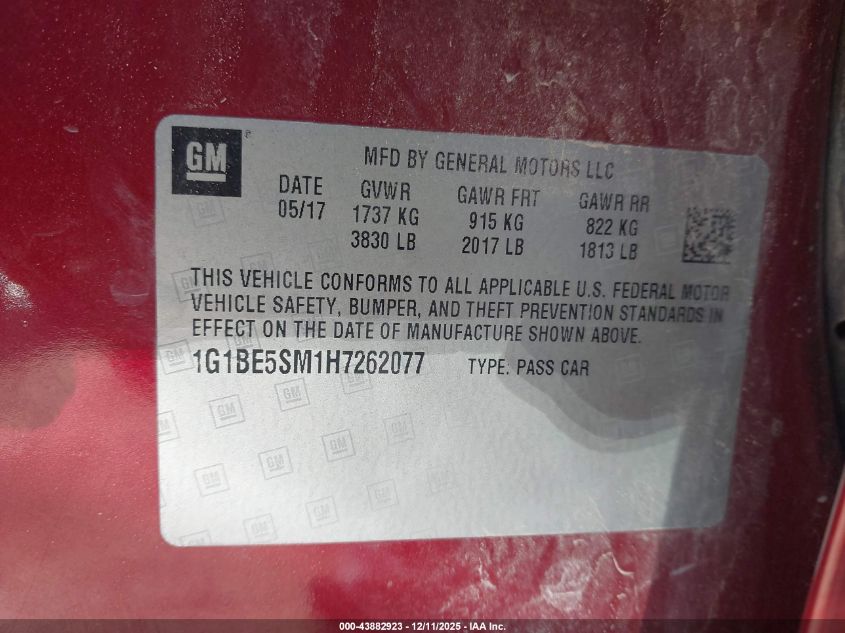 GM
MFD BY GENERAL MOTORS LLC
DATE GVWR GAWR FRT GAWR RR
05/17 1737 KG 915 KG 822 KG
3830 LB 2017 LB 1813 LB
THIS VEHICLE CONFORMS TO ALL APPLICABLE U.S. FEDERAL MOTOR
VEHICLE SAFETY, BUMPER, AND THEFT PREVENTION STANDARDS IN
EFFECT ON THE DATE OF MANUFACTURE SHOWN ABOVE.
1G1BE5SM1H7262077 TYPE. PASS CAR
000-43882923 - 12/11/2025 - IAA Inc.